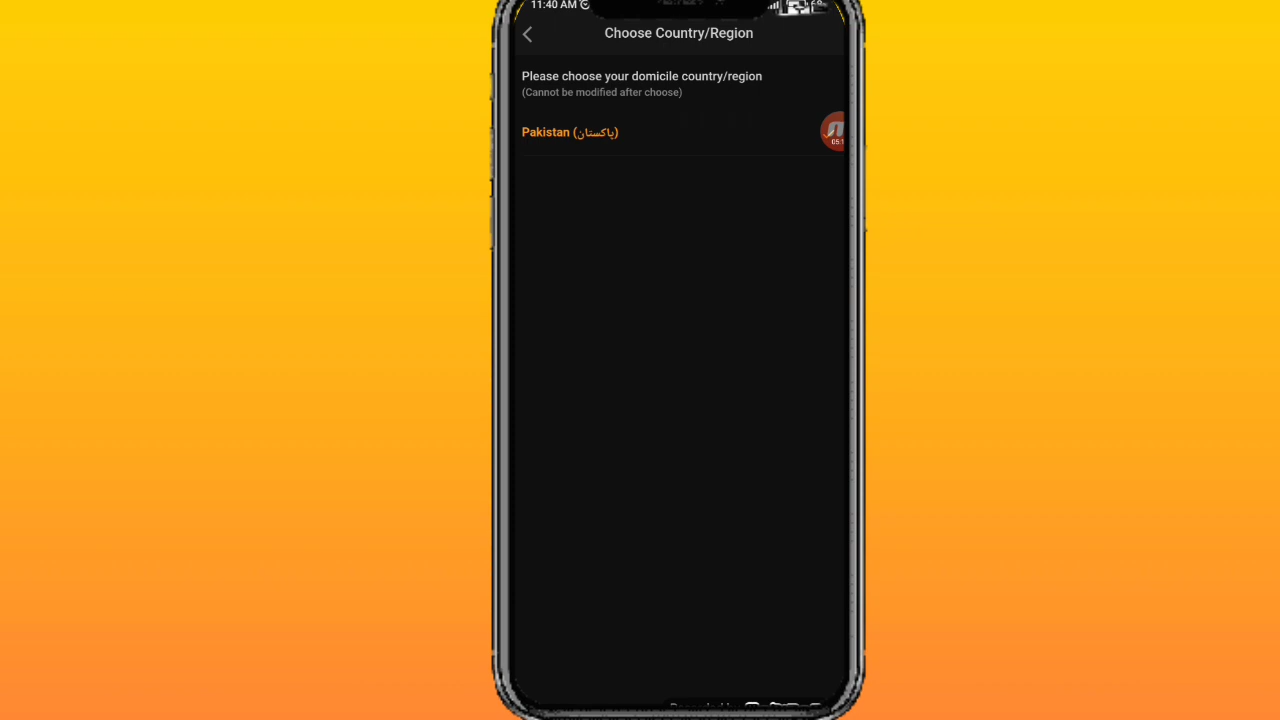 11:40 AM
Choose Country/Region
Please choose your domicile country/region
(Cannot be modified after choose)
Pakistan (پاکستان)